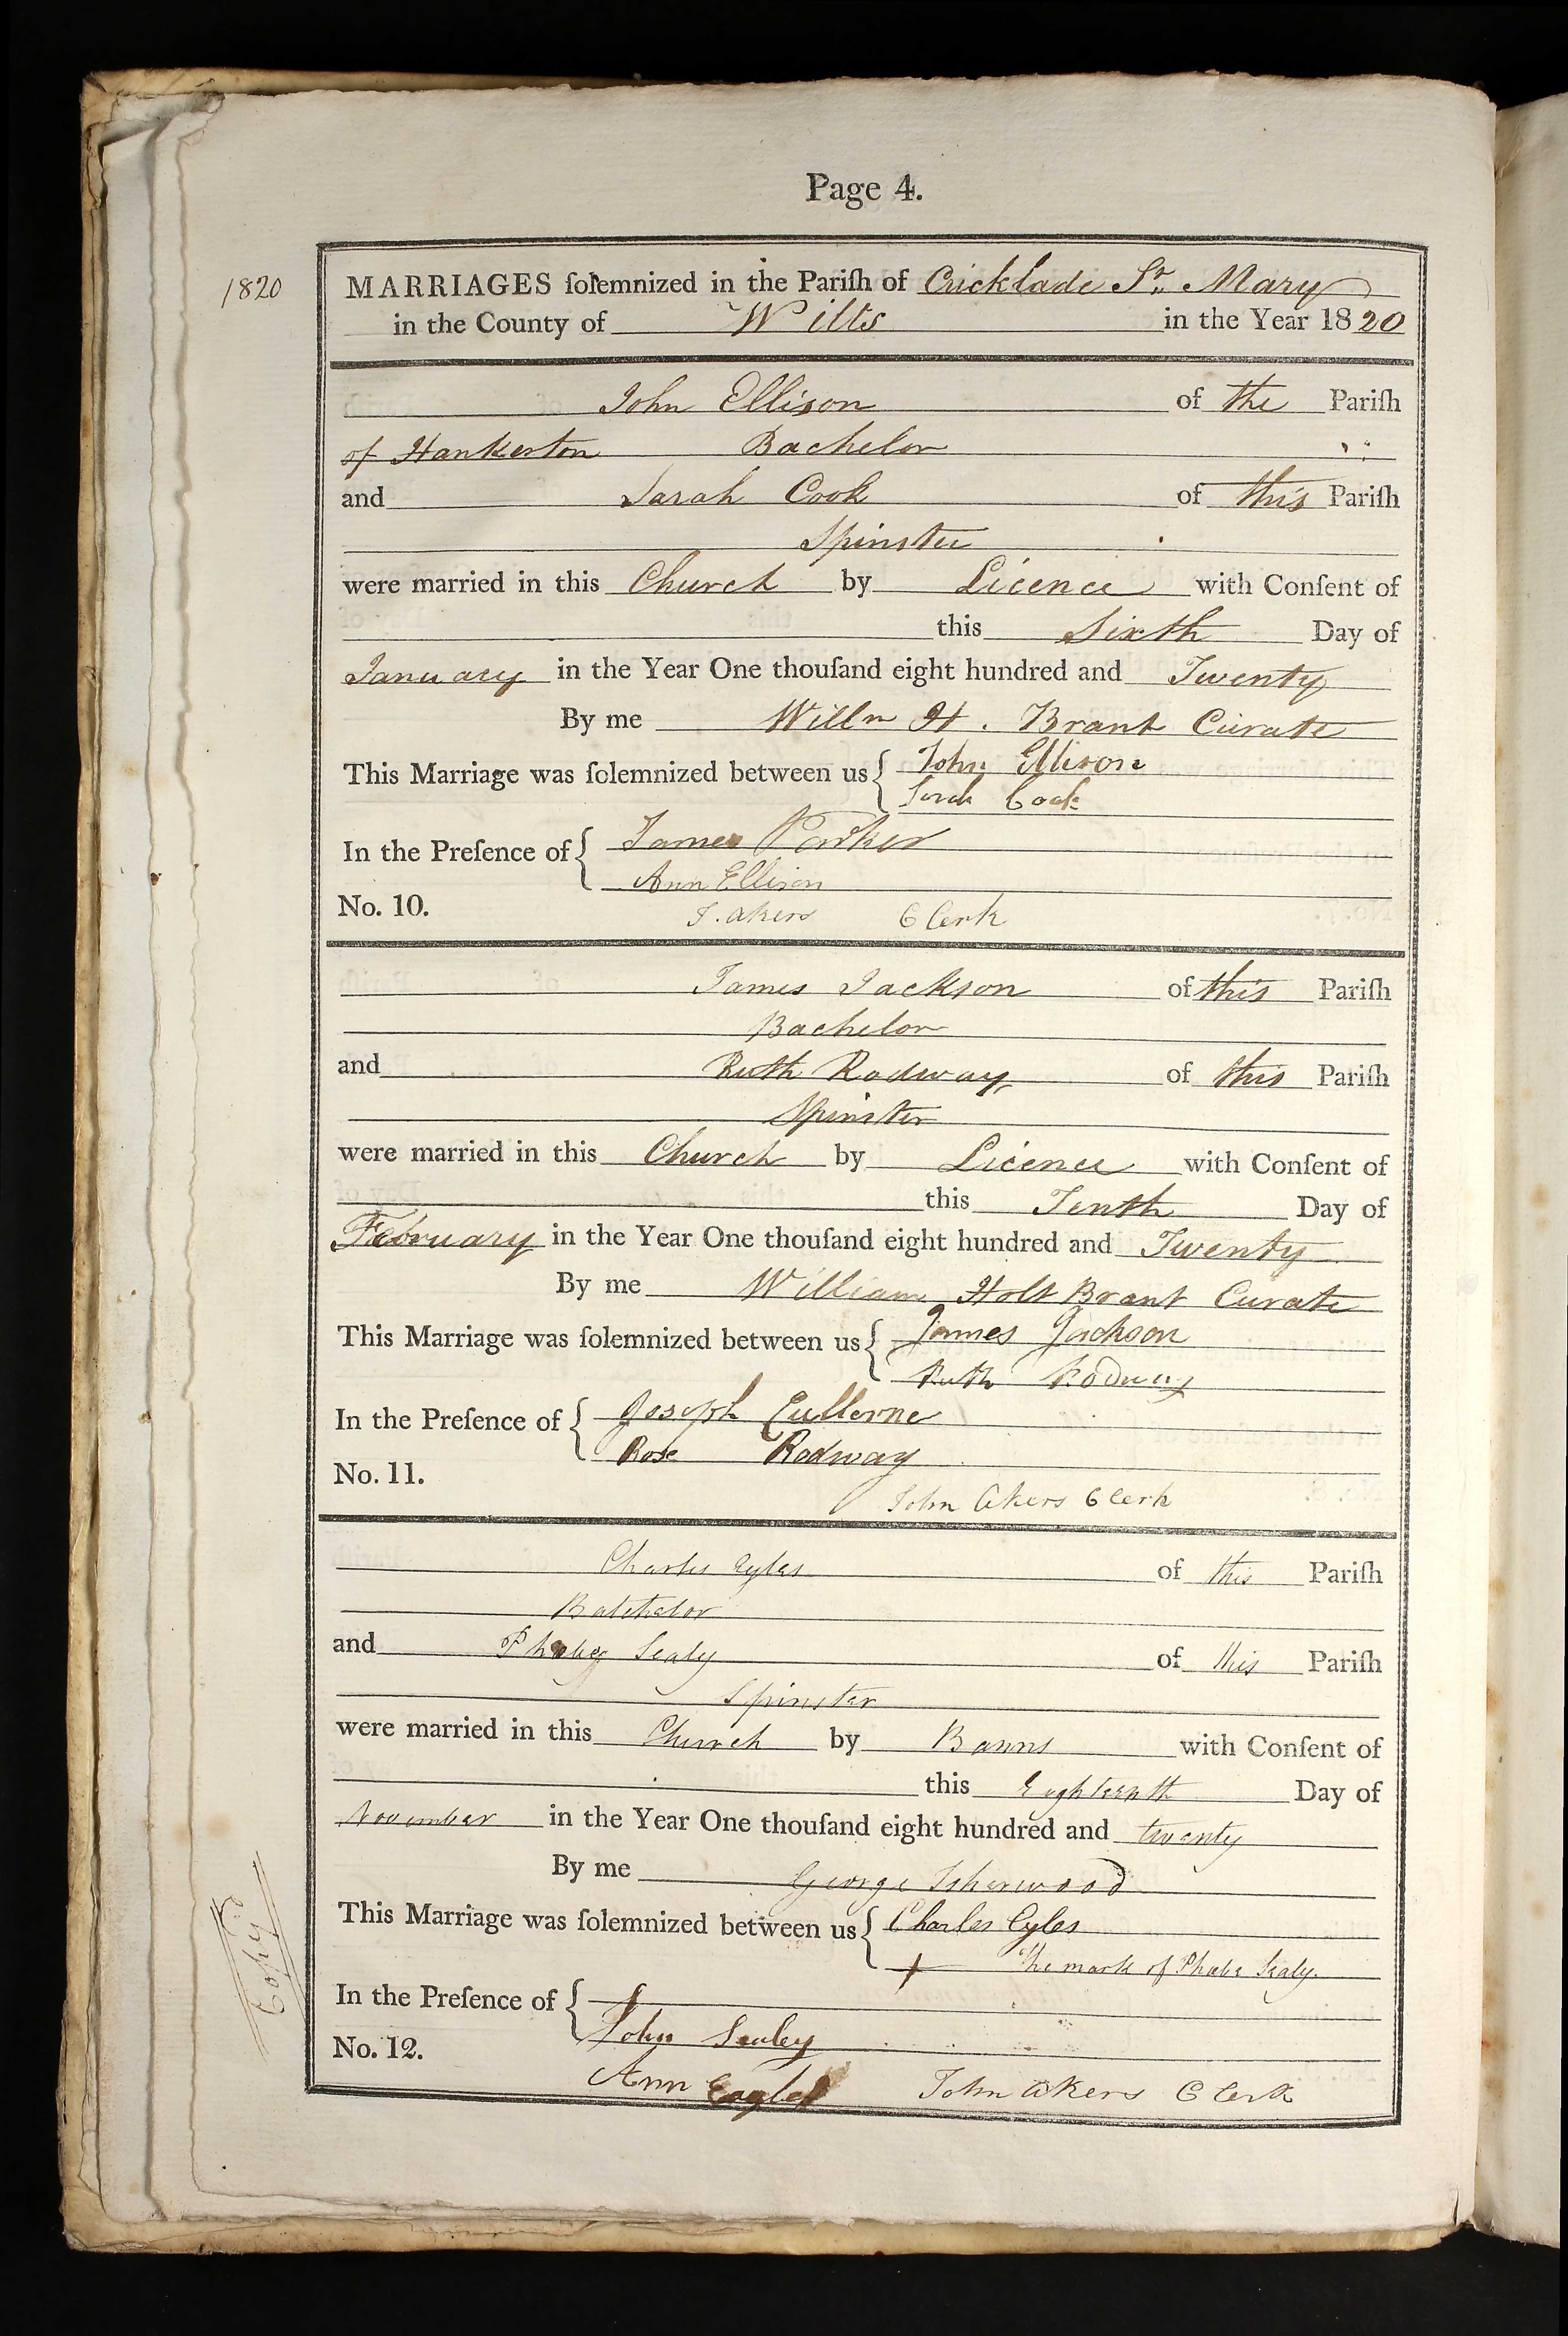 Page 4.
1820
MARRIAGES ſolemnized in the Pariſh of Cricklade St. Mary
in the County of Wilts in the Year 1820
John Ellison of the Pariſh
of Hankerton Bachelor
and Sarah Cook of this Pariſh
Spinster
were married in this Church by Licence with Conſent of
this Sixth Day of
January in the Year One thouſand eight hundred and Twenty
By me Willm H. Brant Curate
This Marriage was ſolemnized between us { John Ellison
Sarah Cook
In the Preſence of { James Parker
Ann Ellison
No. 10. J. Akers Clerk
James Jackson of this Pariſh
Bachelor
and Ruth Rodway of this Pariſh
Spinster
were married in this Church by Licence with Conſent of
this Tenth Day of
February in the Year One thouſand eight hundred and Twenty
By me William Holt Brant Curate
This Marriage was ſolemnized between us { James Jackson
Ruth Rodway
In the Preſence of { Joseph Cullerne
Rose Rodway
No. 11.
John Akers Clerk
Charles Eyles of this Pariſh
Batchelor
and Sealy of this Pariſh
Spinster
were married in this Church by Banns with Conſent of
this Eighteenth Day of
November in the Year One thouſand eight hundred and twenty
By me George Isherwood
This Marriage was ſolemnized between us { Charles Eyles
+ The mark of Phebe Sealy.
In the Preſence of {
John Sealey
No. 12.
Ann John Akers Clerk
Copyd